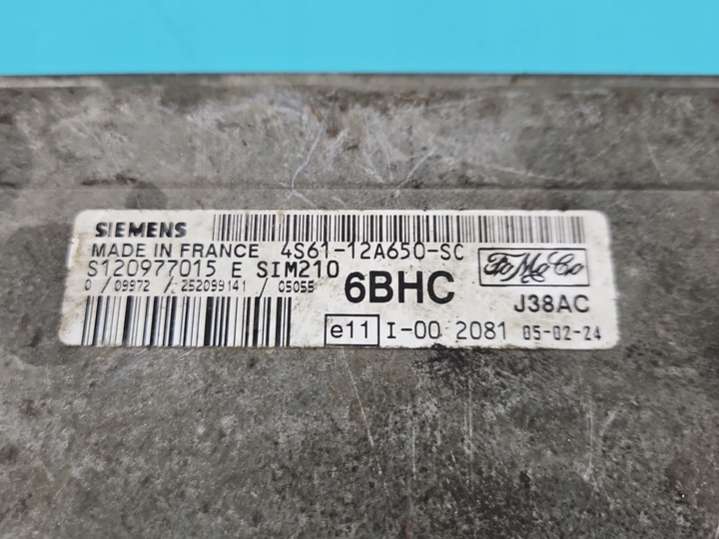 SIEMENS
MADE IN FRANCE 4S61-12A650-SC
S120977015 E SIM210
0 / 09972 / 252099141 / 05055
6BHC
FoMoCo
J38AC
e11 I-00 2081 05-02-24